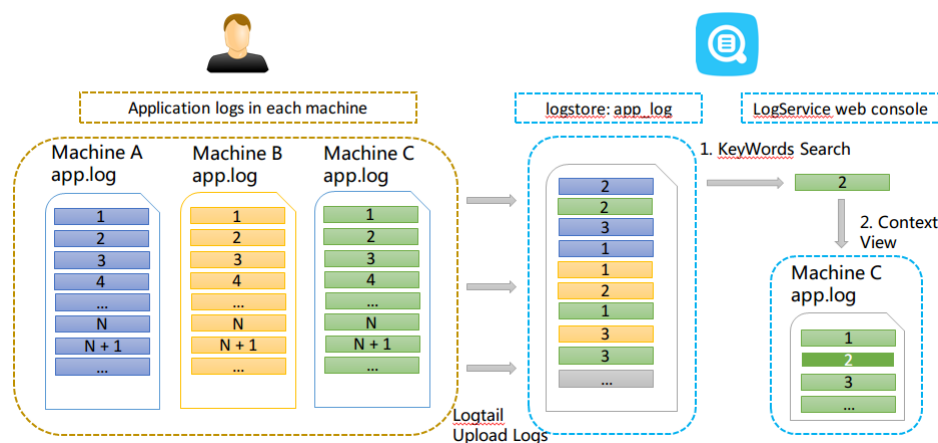 Application logs in each machine
logstore: app_log
LogService web console
Machine A
app.log
1
2
3
4
...
N
N + 1
...
Machine B
app.log
1
2
3
4
...
N
N + 1
...
Machine C
app.log
1
2
3
4
...
N
N + 1
...
Logtail
Upload Logs
2
2
3
1
1
2
1
3
3
...
1. KeyWords Search
2
2. Context
View
Machine C
app.log
1
2
3
...